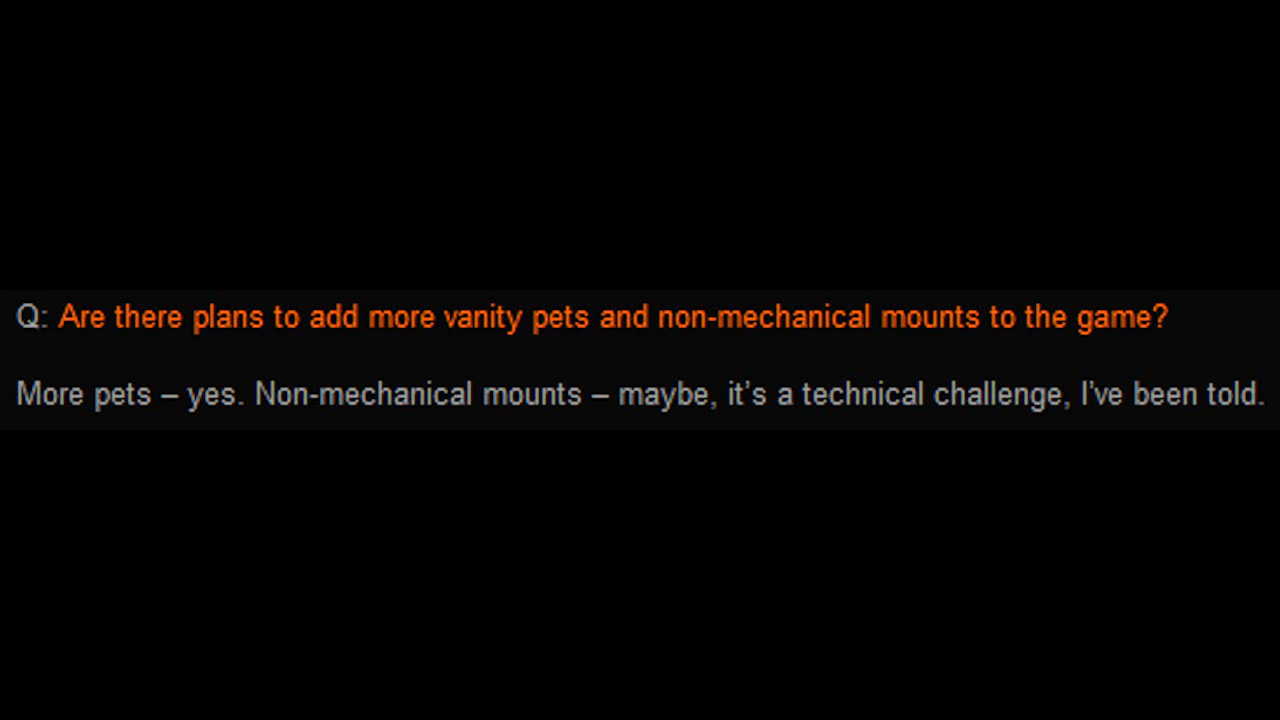 Q: Are there plans to add more vanity pets and non-mechanical mounts to the game?
More pets – yes. Non-mechanical mounts – maybe, it's a technical challenge, I've been told.